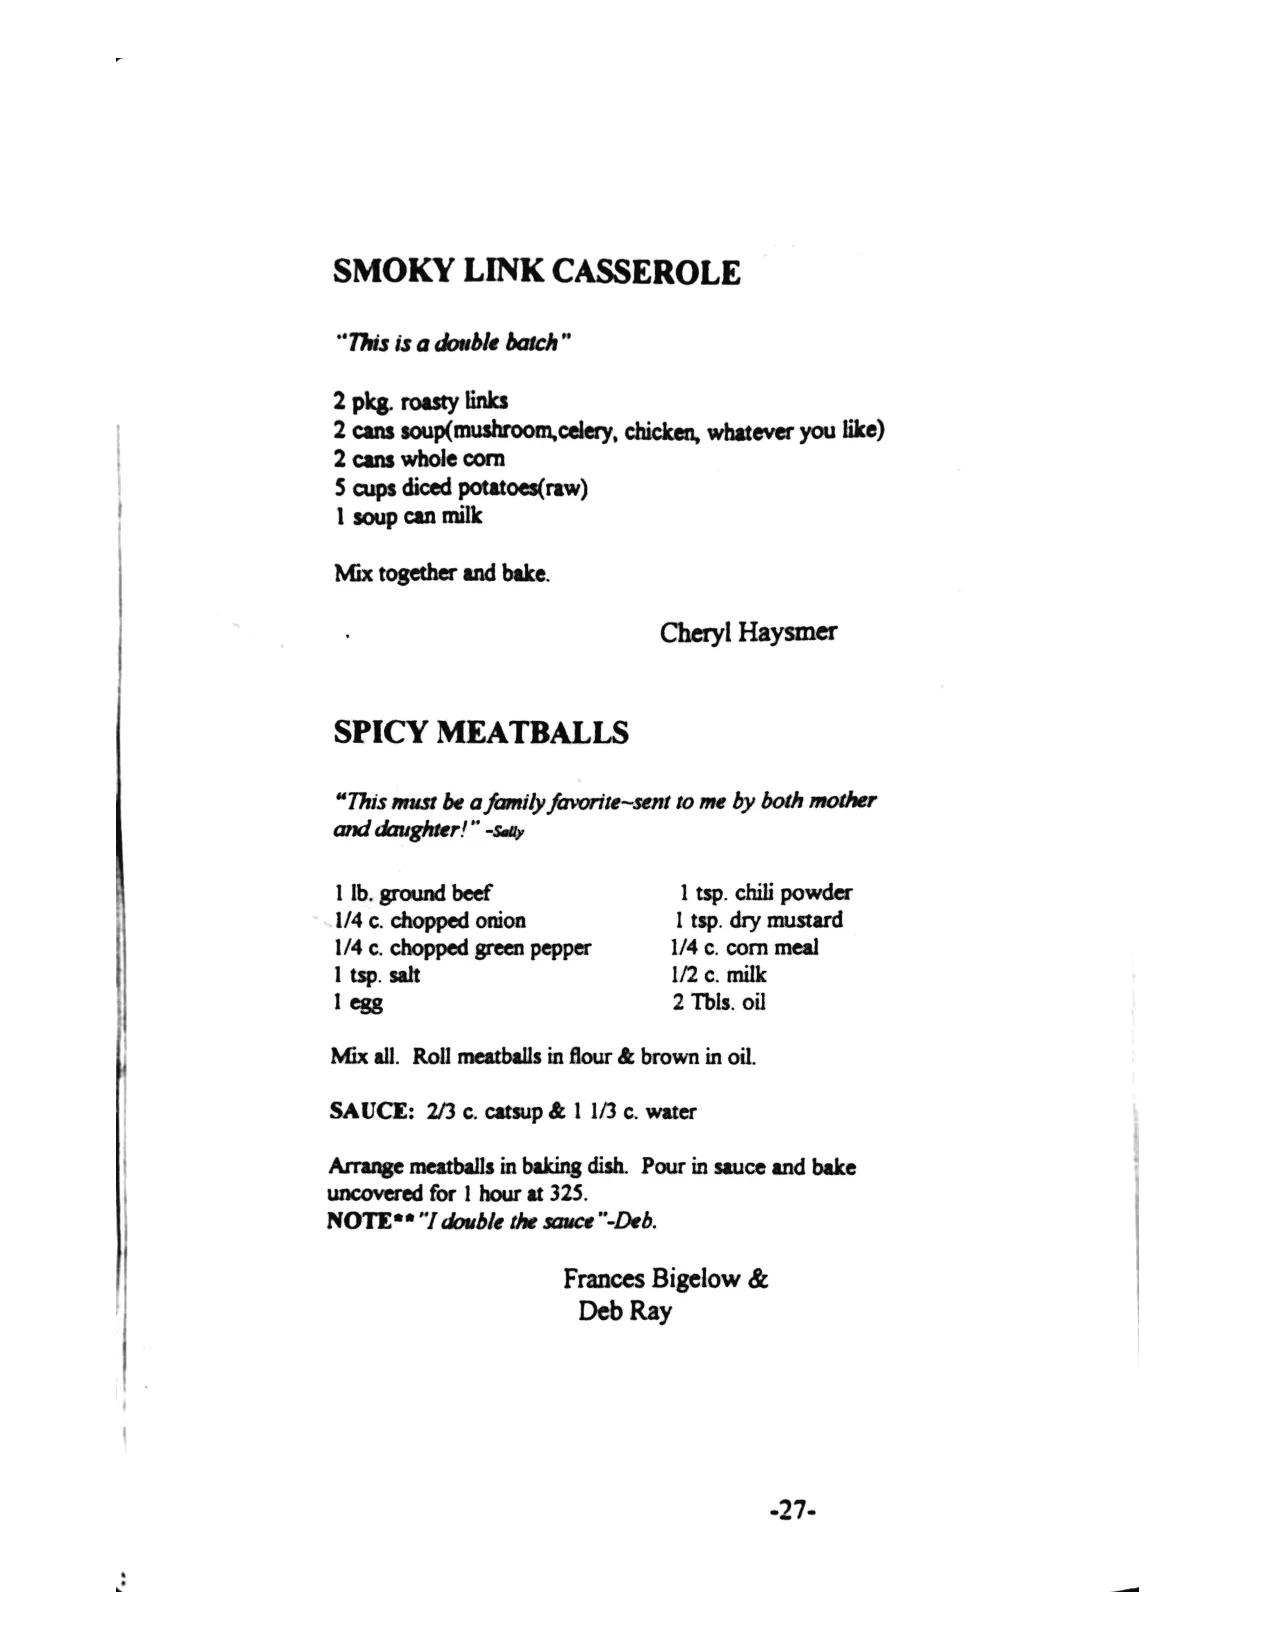 SMOKY LINK CASSEROLE
"This is a double batch"
2 pkg. roasty links
2 cans soup(mushroom,celery, chicken, whatever you like)
2 cans whole corn
5 cups diced potatoes(raw)
1 soup can milk
Mix together and bake.
Cheryl Haysmer
SPICY MEATBALLS
"This must be a family favorite~sent to me by both mother
and daughter!" -Sally
1 lb. ground beef
1/4 c. chopped onion
1/4 c. chopped green pepper
1 tsp. salt
1 egg
1 tsp. chili powder
1 tsp. dry mustard
1/4 c. corn meal
1/2 c. milk
2 Tbls. oil
Mix all. Roll meatballs in flour & brown in oil.
SAUCE: 2/3 c. catsup & 1 1/3 c. water
Arrange meatballs in baking dish. Pour in sauce and bake
uncovered for 1 hour at 325.
NOTE** "I double the sauce"-Deb.
Frances Bigelow &
Deb Ray
-27-